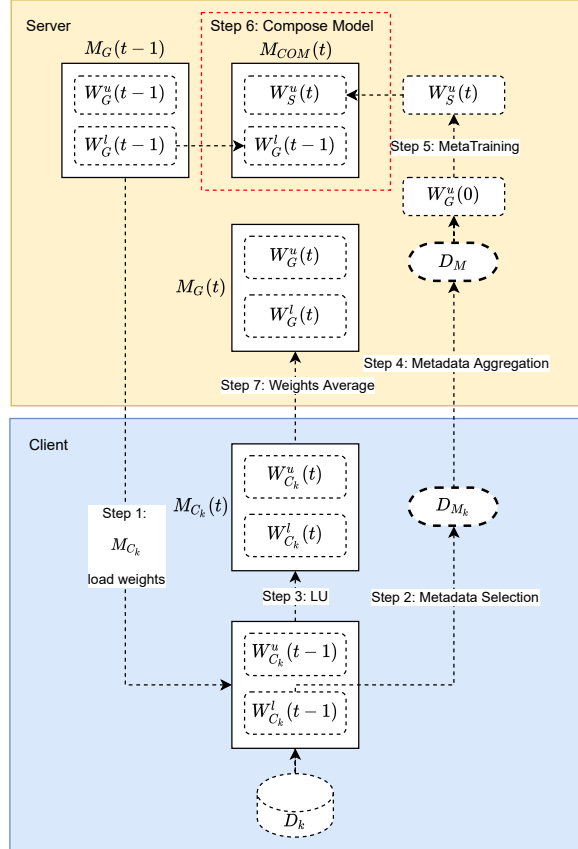 Server
Step 6: Compose Model
M_G(t−1)
M_{COM}(t)
W_G^u(t−1)
W_S^u(t)
W_S^u(t)
W_G^l(t−1)
W_G^l(t−1)
Step 5: MetaTraining
W_G^u(0)
W_G^u(t)
D_M
M_G(t)
W_G^l(t)
Step 4: Metadata Aggregation
Step 7: Weights Average
Client
W_{C_k}^u(t)
M_{C_k}(t)
D_{M_k}
Step 1:
W_{C_k}^l(t)
M_{C_k}
load weights
Step 3: LU
Step 2: Metadata Selection
W_{C_k}^u(t−1)
W_{C_k}^l(t−1)
D_k